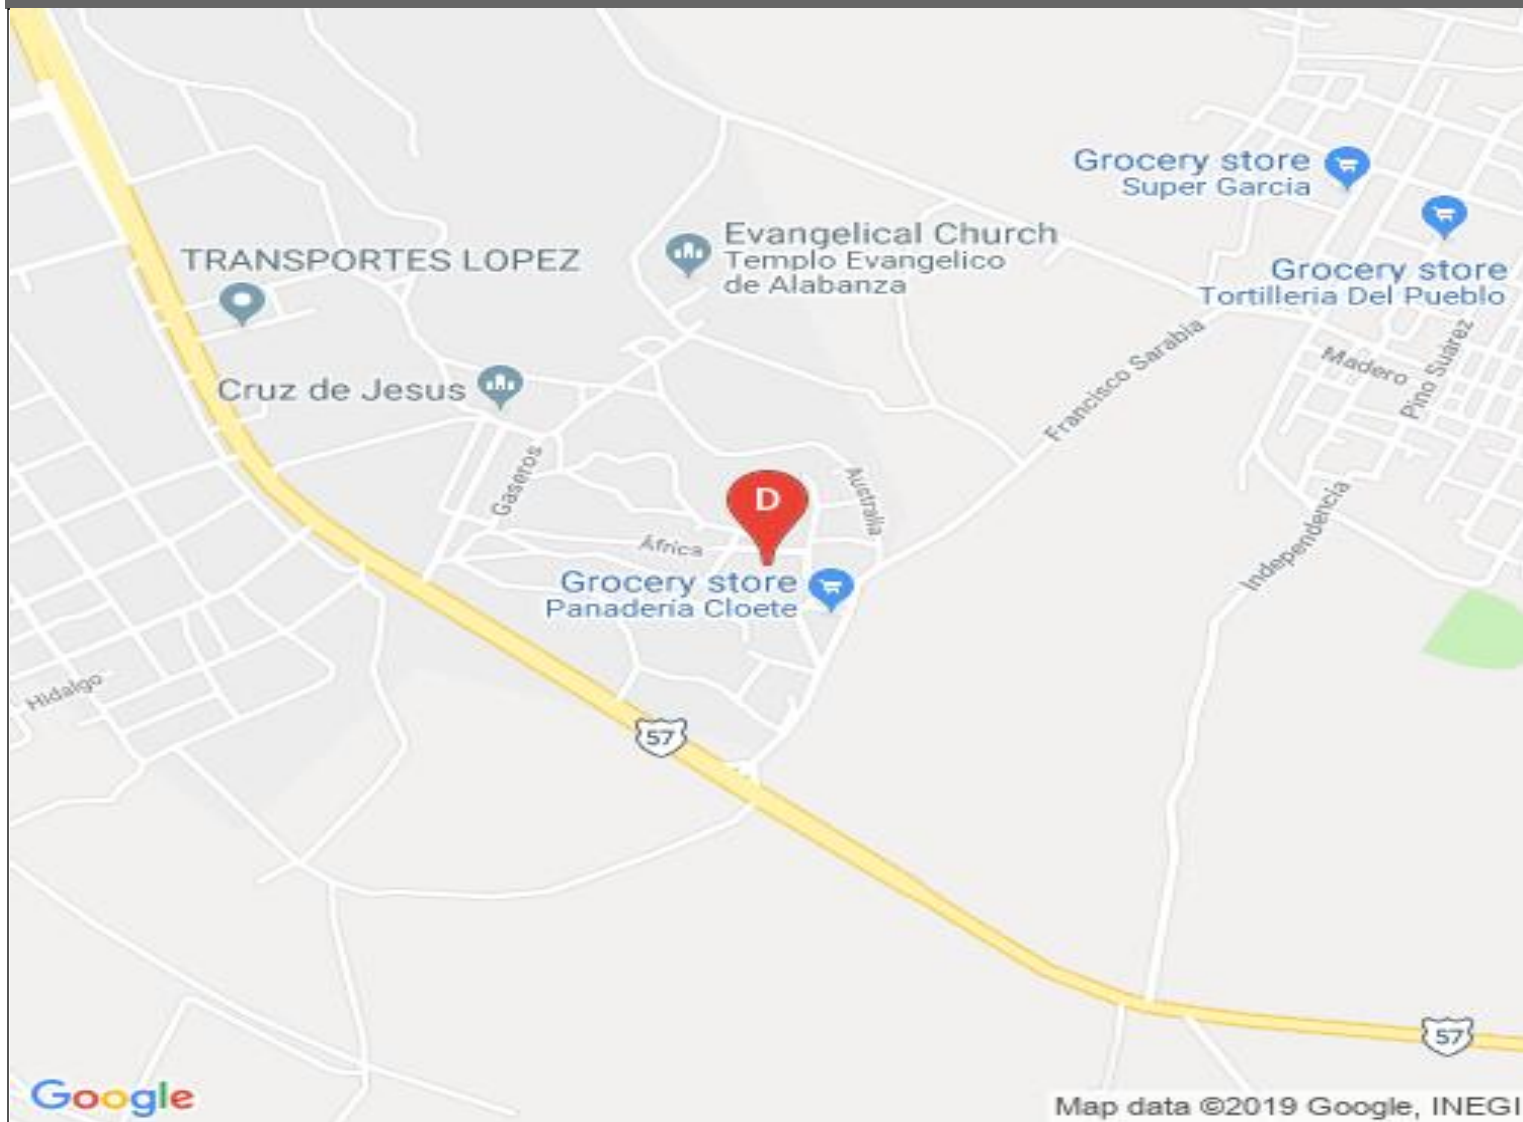 Grocery store
Super Garcia
Evangelical Church
Templo Evangelico
de Alabanza
TRANSPORTES LOPEZ
Grocery store
Tortilleria Del Pueblo
Francisco Sarabia
Madero
Pino Suárez
Cruz de Jesus
Gaseros
Australia
D
África
Independencia
Grocery store
Panadería Cloete
Hidalgo
57
57
Google
Map data ©2019 Google, INEGI